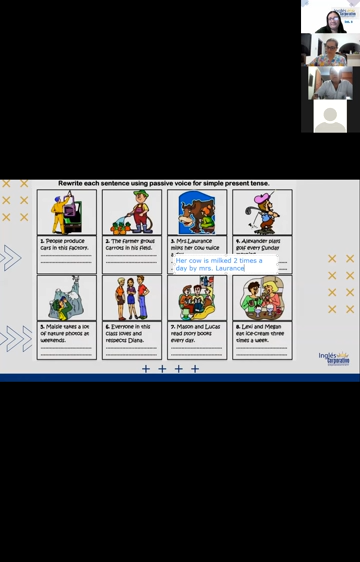 Rewrite each sentence using passive voice for simple present tense.
1. People produce
cars in this factory.
2. The farmer grows
carrots in his field.
3. Mrs.Laurance
milks her cow twice
4. Alexander plays
golf every Sunday
Her cow is milked 2 times a
day by mrs. Laurance
5. Maisie takes a lot
of nature photos at
weekends.
6. Everyone in this
class loves and
respects Diana.
7. Mason and Lucas
read story books
every day.
8. Lexi and Megan
eat ice-cream three
times a week.
Inglés
Corporativo